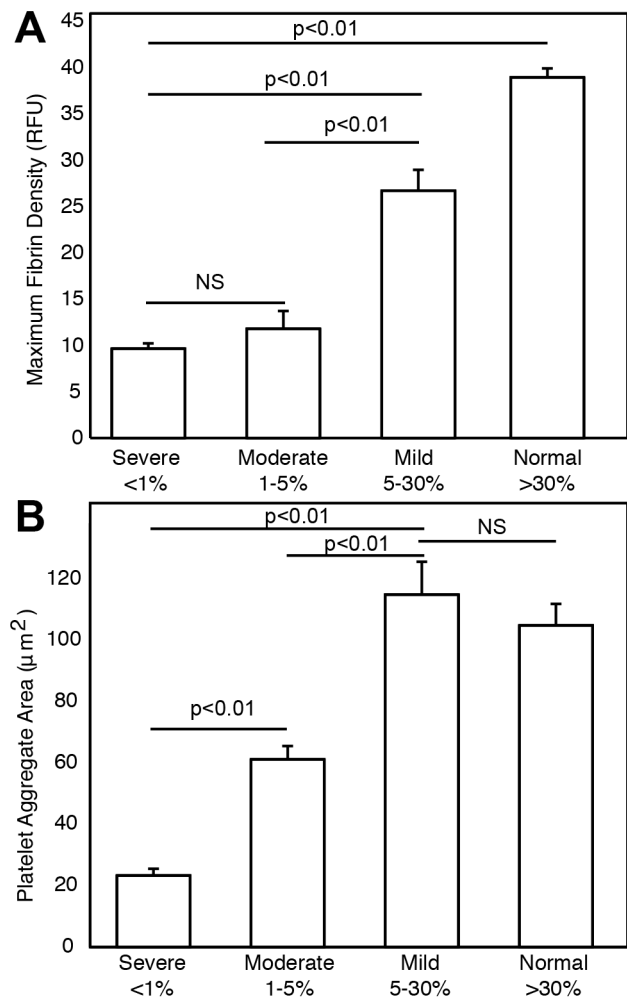 A
Maximum Fibrin Density (RFU)
45
40
35
30
25
20
15
10
5
0
p<0.01
p<0.01
p<0.01
NS
Severe Moderate Mild Normal
<1% 1-5% 5-30% >30%
B
Platelet Aggregate Area (μm²)
120
100
80
60
40
20
0
p<0.01
NS
p<0.01
p<0.01
Severe Moderate Mild Normal
<1% 1-5% 5-30% >30%